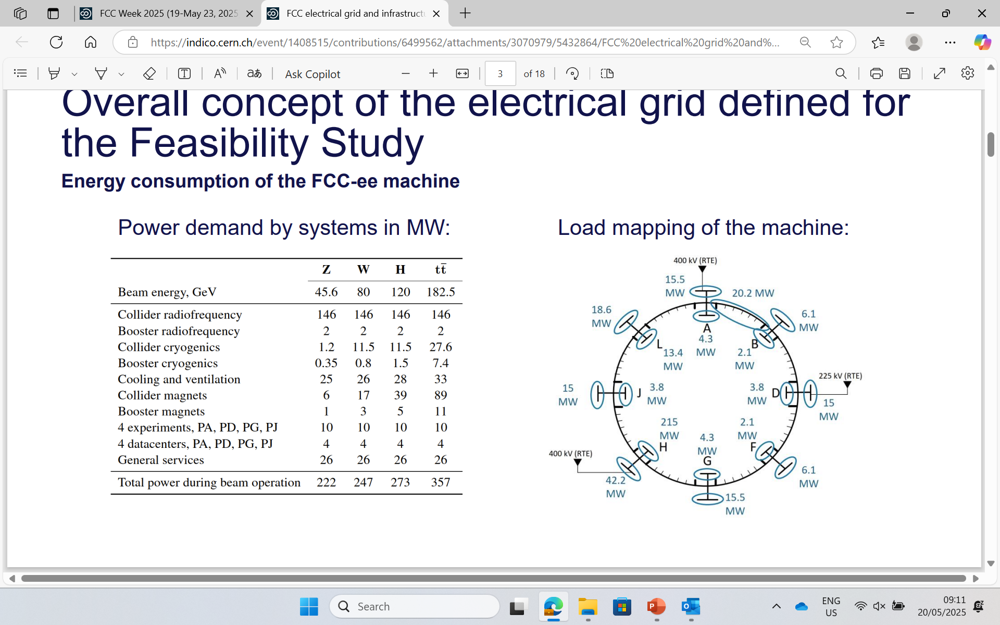 FCC Week 2025 (19-May 23, 2025
FCC electrical grid and infrastructu
https://indico.cern.ch/event/1408515/contributions/6499562/attachments/3070979/5432864/FCC%20electrical%20grid%20and%...
Ask Copilot
3 of 18
Overall concept of the electrical grid defined for
the Feasibility Study
Energy consumption of the FCC-ee machine
Power demand by systems in MW:
Z W H tt̅
Beam energy, GeV 45.6 80 120 182.5
Collider radiofrequency 146 146 146 146
Booster radiofrequency 2 2 2 2
Collider cryogenics 1.2 11.5 11.5 27.6
Booster cryogenics 0.35 0.8 1.5 7.4
Cooling and ventilation 25 26 28 33
Collider magnets 6 17 39 89
Booster magnets 1 3 5 11
4 experiments, PA, PD, PG, PJ 10 10 10 10
4 datacenters, PA, PD, PG, PJ 4 4 4 4
General services 26 26 26 26
Total power during beam operation 222 247 273 357
Load mapping of the machine:
400 kV (RTE)
15.5
MW
20.2 MW
18.6
MW
6.1
MW
A
4.3
MW
L
13.4
MW
B
2.1
MW
225 kV (RTE)
15
MW
J
3.8
MW
3.8
MW
D
15
MW
215
MW
H
4.3
MW
G
2.1
MW
F
400 kV (RTE)
42.2
MW
6.1
MW
15.5
MW
Search
ENG
US
09:11
20/05/2025